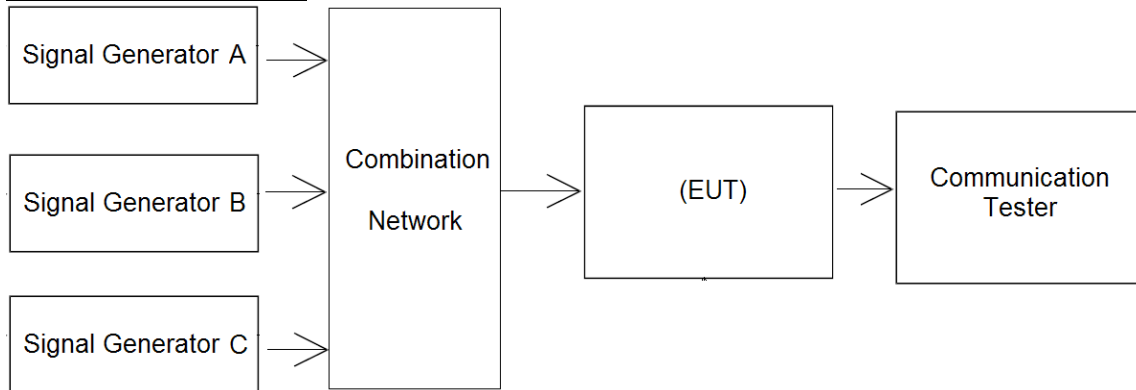 Signal Generator A
Signal Generator B
Signal Generator C
Combination
Network
(EUT)
Communication
Tester